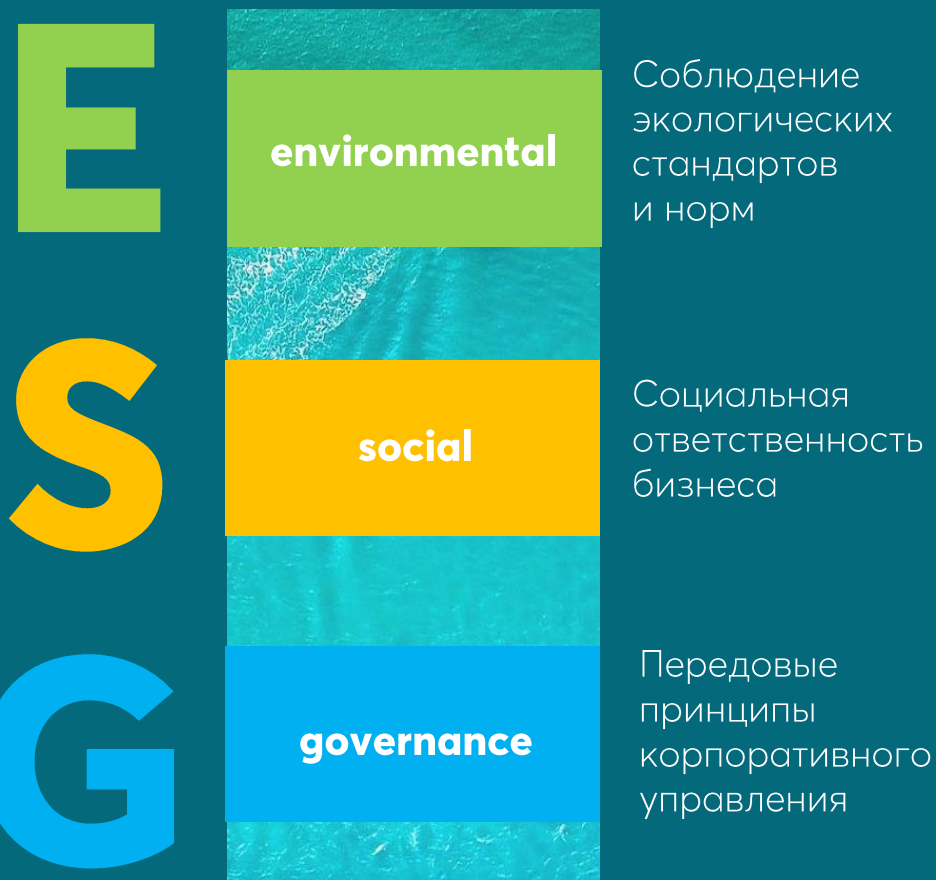 E
environmental
Соблюдение
экологических
стандартов
и норм
S
social
Социальная
ответственность
бизнеса
G
governance
Передовые
принципы
корпоративного
управления